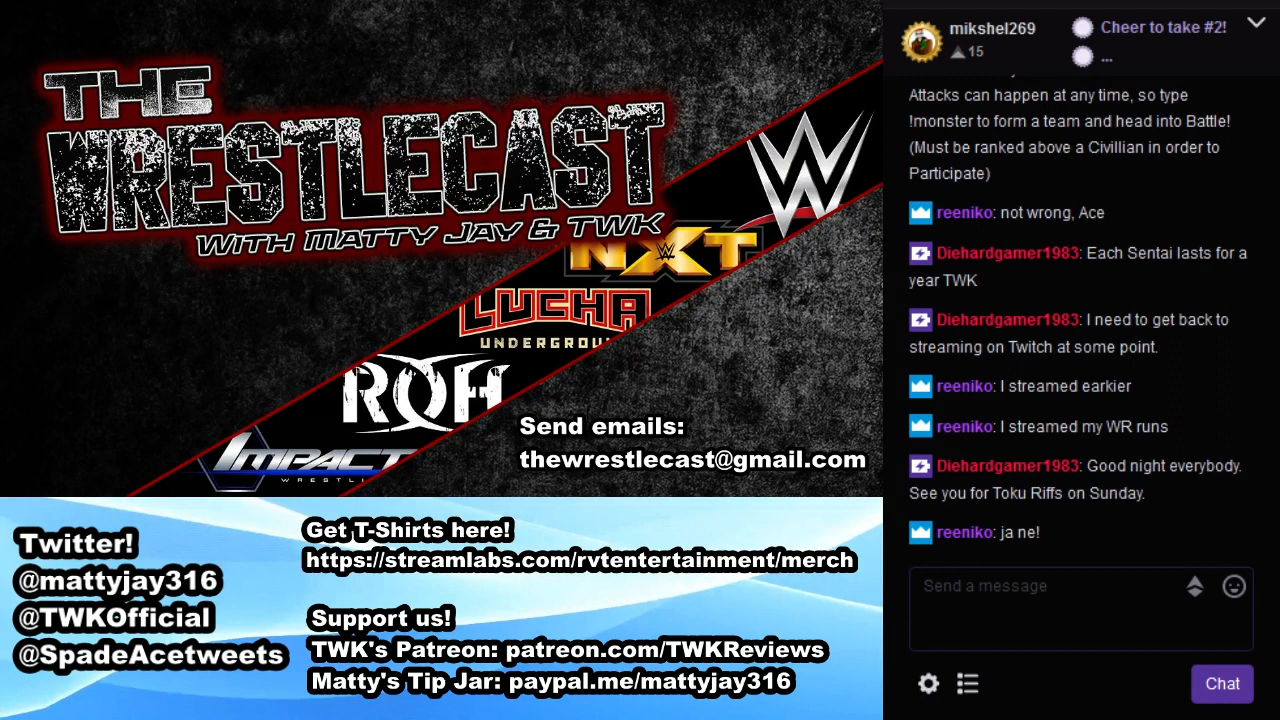 THE
WRESTLECAST
WITH MATTY JAY & TWK
W
NXT
LUCHA
UNDERGROU
ROH
IMPACT
WRESTLI
Send emails:
thewrestlecast@gmail.com
Twitter!
@mattyjay316
@TWKOfficial
@SpadeAcetweets
Get T-Shirts here!
https://streamlabs.com/rvtentertainment/merch
Support us!
TWK's Patreon: patreon.com/TWKReviews
Matty's Tip Jar: paypal.me/mattyjay316
mikshel269
15
Cheer to take #2!
...
Attacks can happen at any time, so type
!monster to form a team and head into Battle!
(Must be ranked above a Civillian in order to
Participate)
reeniko: not wrong, Ace
Diehardgamer1983: Each Sentai lasts for a
year TWK
Diehardgamer1983: I need to get back to
streaming on Twitch at some point.
reeniko: I streamed earkier
reeniko: I streamed my WR runs
Diehardgamer1983: Good night everybody.
See you for Toku Riffs on Sunday.
reeniko: ja ne!
Send a message
Chat